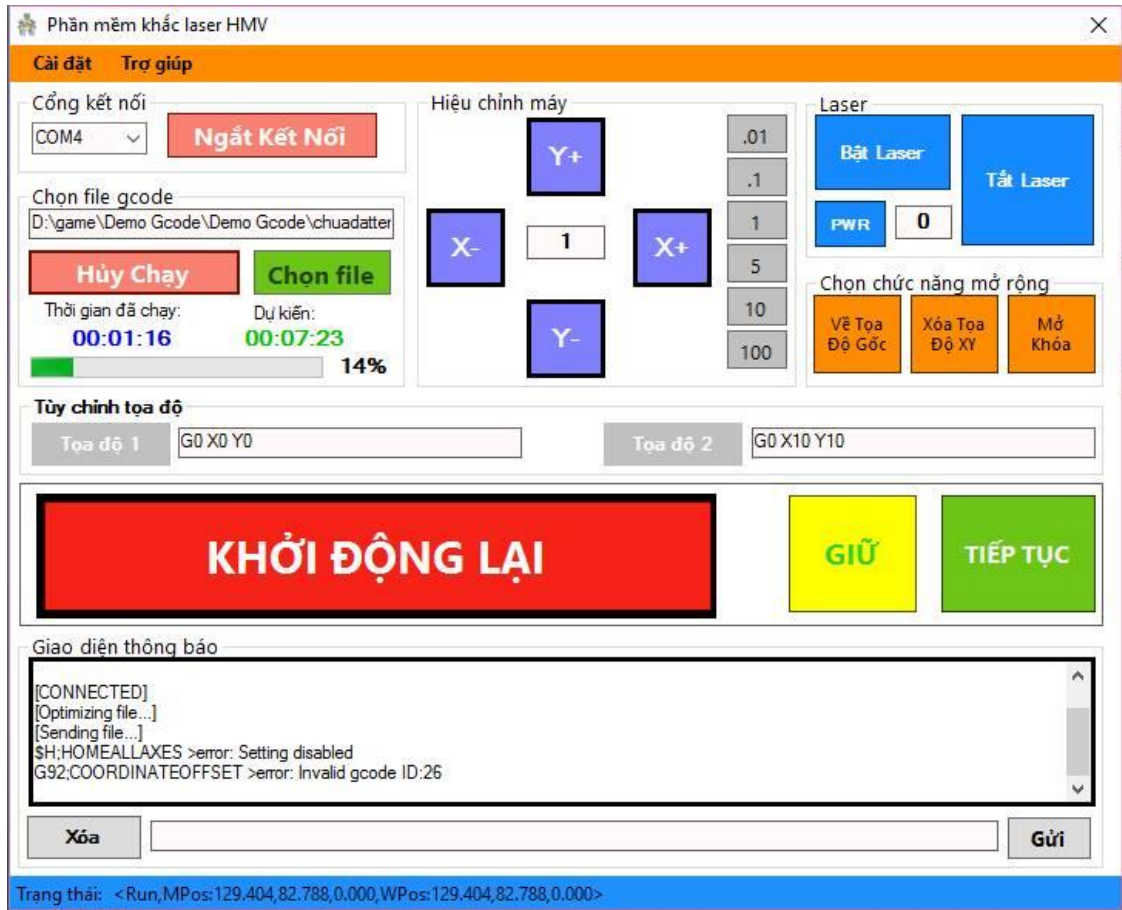 Phần mềm khắc laser HMV
Cài đặt Trợ giúp
Cổng kết nối
COM4
Ngắt Kết Nối
Chọn file gcode
D:\game\Demo Gcode\Demo Gcode\chuadatter
Hủy Chạy
Chọn file
Thời gian đã chạy:
Dự kiến:
00:01:16
00:07:23
14%
Hiệu chỉnh máy
Y+
X-
1
X+
Y-
.01
.1
1
5
10
100
Laser
Bật Laser
Tắt Laser
PWR
0
Chọn chức năng mở rộng
Về Tọa
Độ Gốc
Xóa Tọa
Độ XY
Mở
Khóa
Tùy chỉnh tọa độ
Tọa độ 1
G0 X0 Y0
Tọa độ 2
G0 X10 Y10
KHỞI ĐỘNG LẠI
GIỮ
TIẾP TỤC
Giao diện thông báo
[CONNECTED]
[Optimizing file...]
[Sending file...]
$H;HOMEALLAXES >error: Setting disabled
G92;COORDINATEOFFSET >error: Invalid gcode ID:26
Xóa
Gửi
Trạng thái: <Run,MPos:129.404,82.788,0.000,WPos:129.404,82.788,0.000>